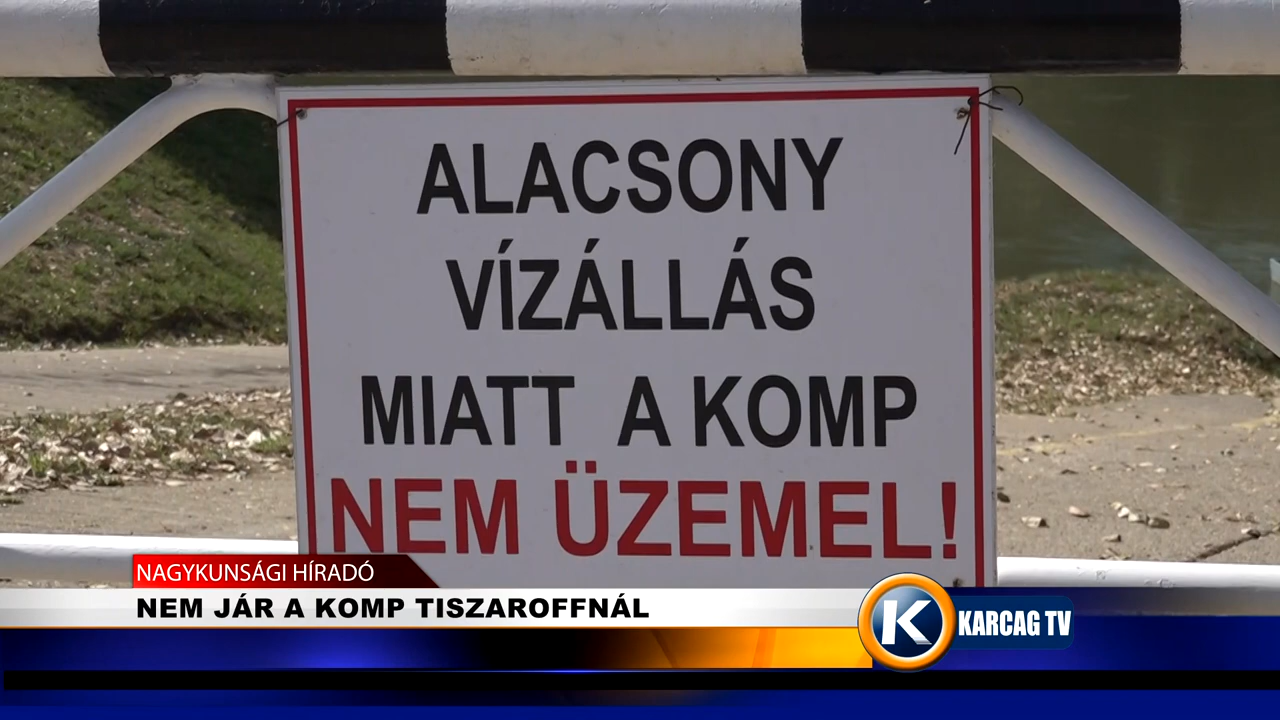 ALACSONY
VÍZÁLLÁS
MIATT A KOMP
NEM ÜZEMEL!
NAGYKUNSÁGI HÍRADÓ
NEM JÁR A KOMP TISZAROFFNÁL
K KARCAG TV